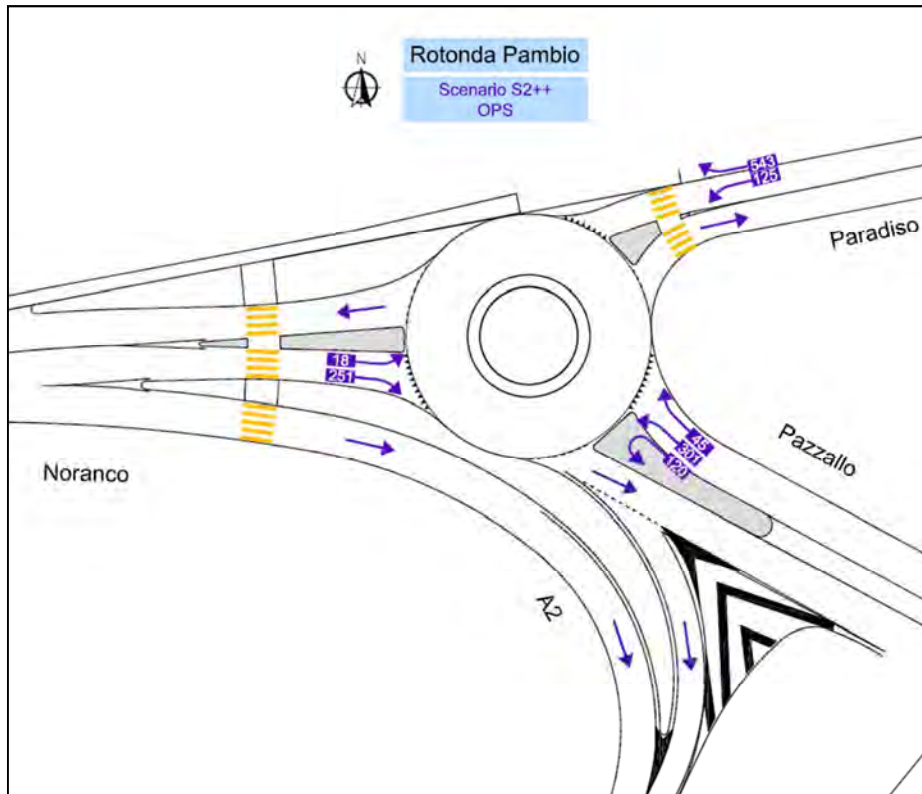 N
Rotonda Pambio
Scenario S2++
OPS
543
125
Paradiso
18
251
45
301
120
Pazzallo
Noranco
A2